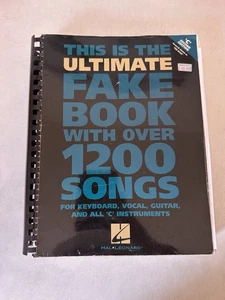 THIS IS THE
ULTIMATE
FAKE
BOOK
WITH OVER
1200
SONGS
FOR KEYBOARD, VOCAL, GUITAR,
AND ALL 'C' INSTRUMENTS
HAL•LEONARD